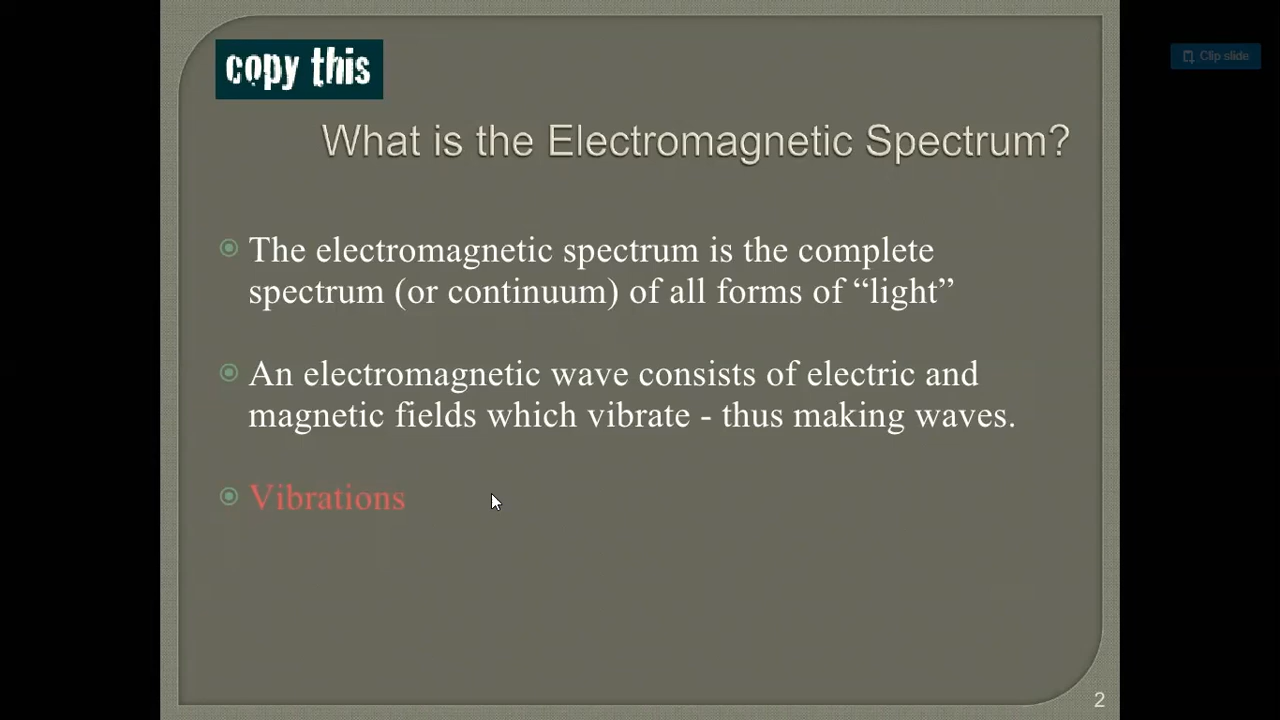 copy this
Clip slide
What is the Electromagnetic Spectrum?
The electromagnetic spectrum is the complete
spectrum (or continuum) of all forms of “light”
An electromagnetic wave consists of electric and
magnetic fields which vibrate - thus making waves.
Vibrations
2